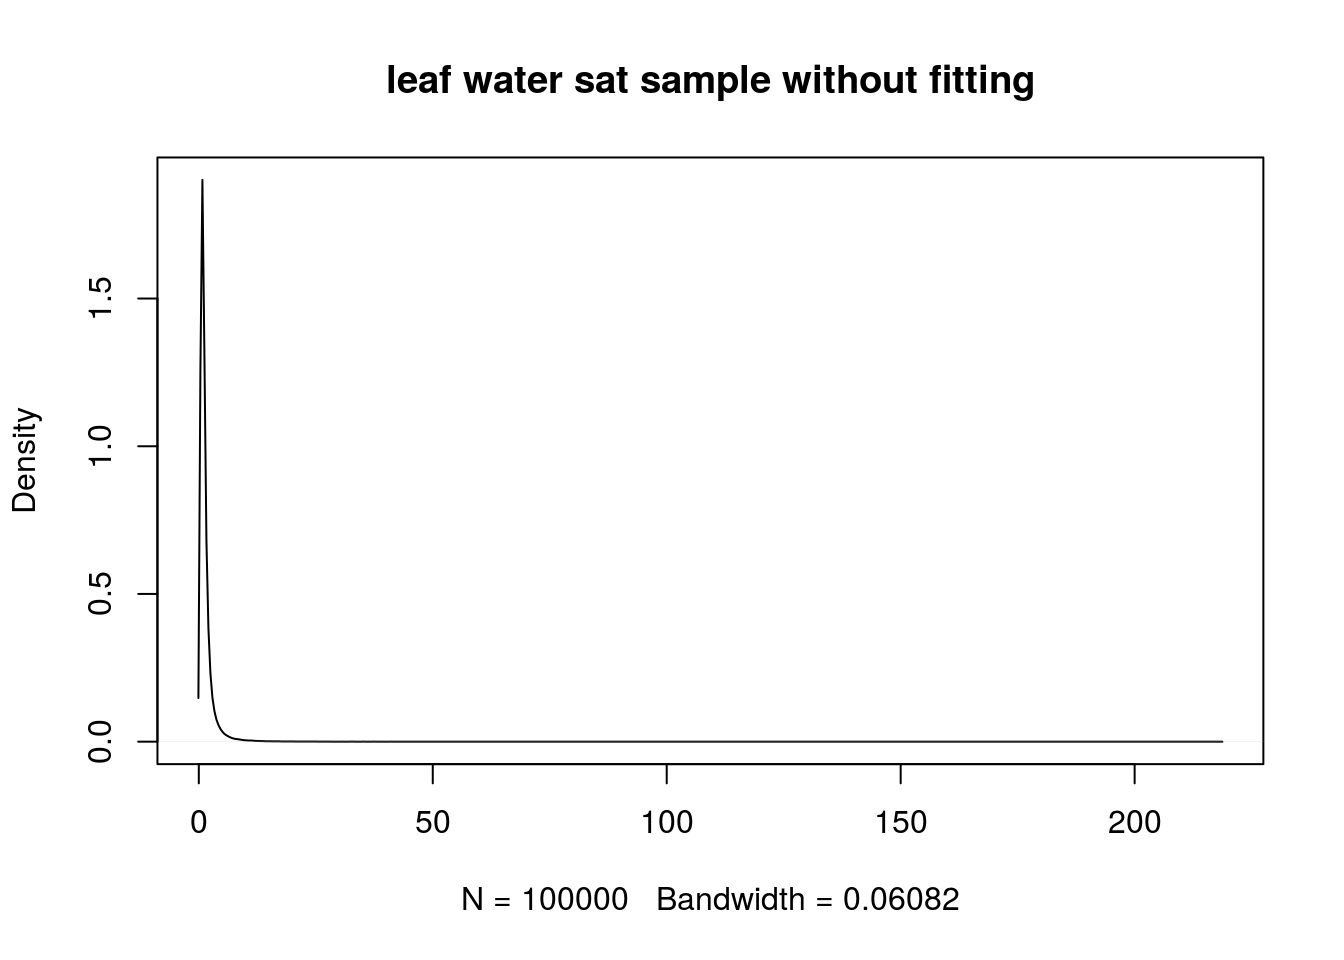 leaf water sat sample without fitting
Density
1.5
1.0
0.5
0.0
0 50 100 150 200
N = 100000 Bandwidth = 0.06082